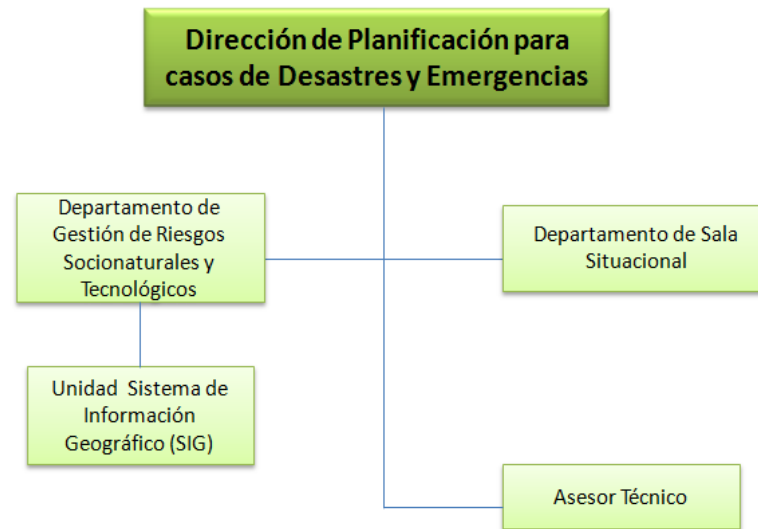 Dirección de Planificación para
casos de Desastres y Emergencias
Departamento de
Gestión de Riesgos
Socionaturales y
Tecnológicos
Departamento de Sala
Situacional
Unidad Sistema de
Información
Geográfico (SIG)
Asesor Técnico